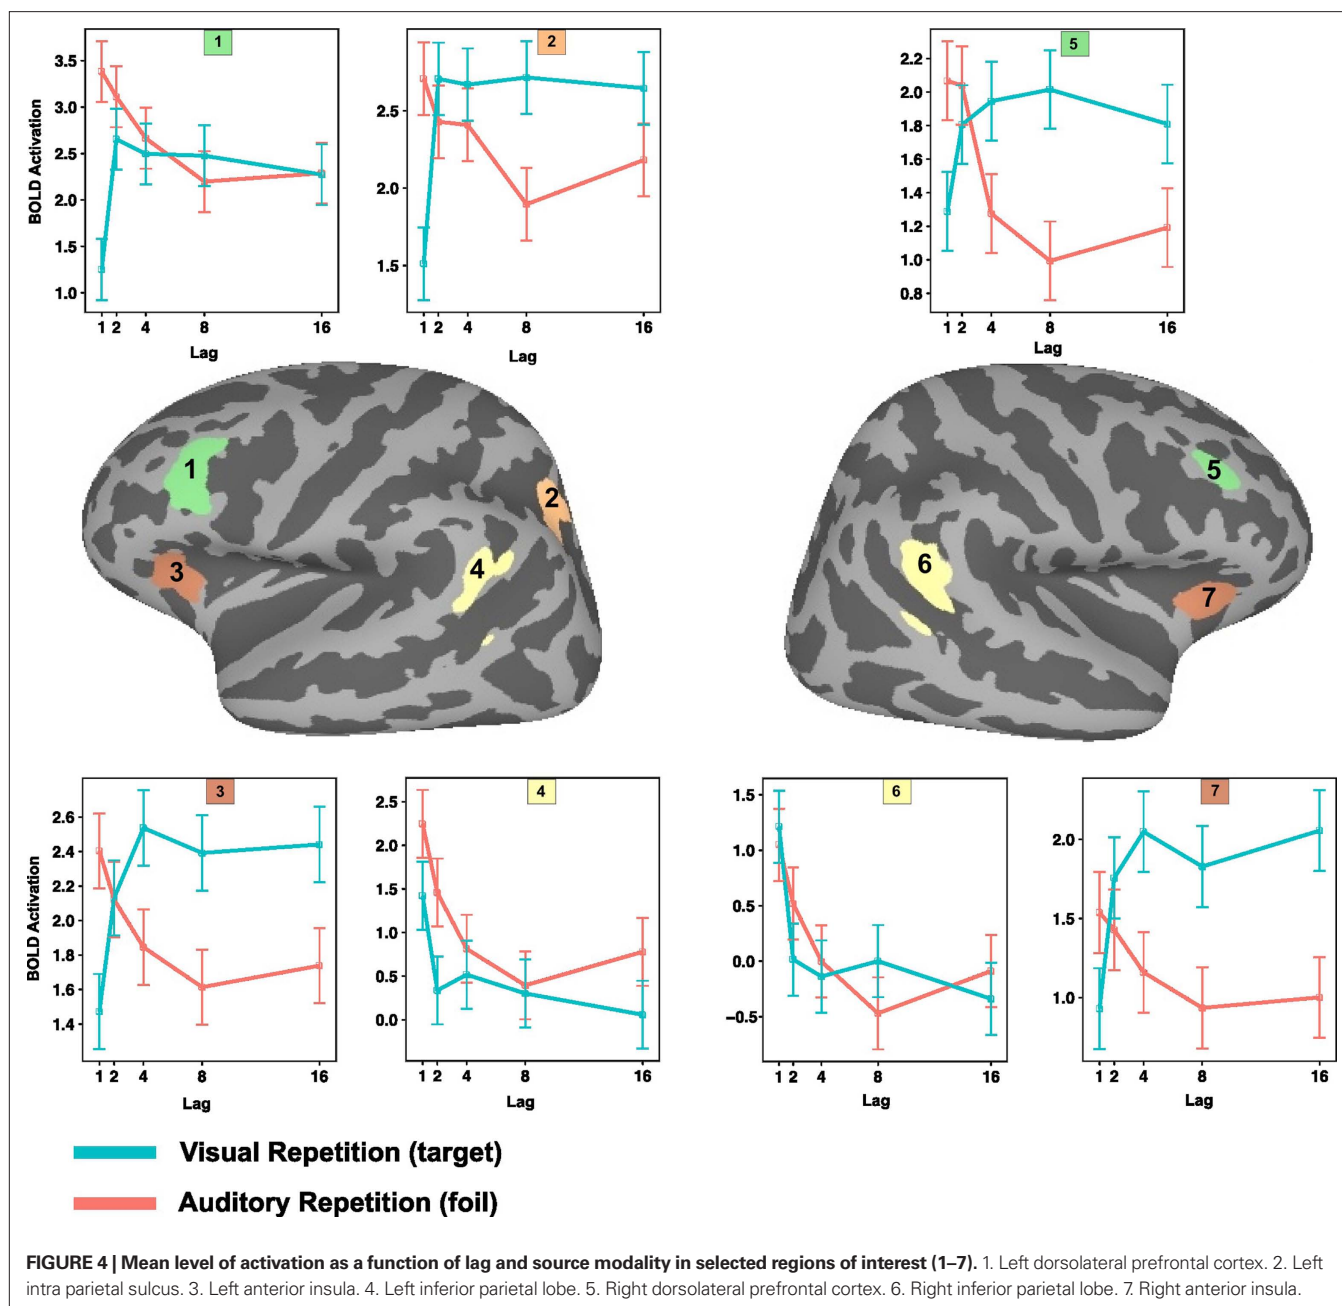 1
2
5
BOLD Activation
3.5
3.0
2.5
2.0
1.5
1.0
1 2 4 8 16
Lag
2.5
2.0
1.5
1 2 4 8 16
Lag
2.2
2.0
1.8
1.6
1.4
1.2
1.0
0.8
1 2 4 8 16
Lag
1
2
3
4
5
6
7
3
4
6
7
BOLD Activation
2.6
2.4
2.2
2.0
1.8
1.6
1.4
1 2 4 8 16
Lag
2.5
2.0
1.5
1.0
0.5
0.0
1 2 4 8 16
Lag
1.5
1.0
0.5
0.0
−0.5
1 2 4 8 16
Lag
2.0
1.5
1.0
1 2 4 8 16
Lag
Visual Repetition (target)
Auditory Repetition (foil)
FIGURE 4 | Mean level of activation as a function of lag and source modality in selected regions of interest (1–7). 1. Left dorsolateral prefrontal cortex. 2. Left
intra parietal sulcus. 3. Left anterior insula. 4. Left inferior parietal lobe. 5. Right dorsolateral prefrontal cortex. 6. Right inferior parietal lobe. 7. Right anterior insula.